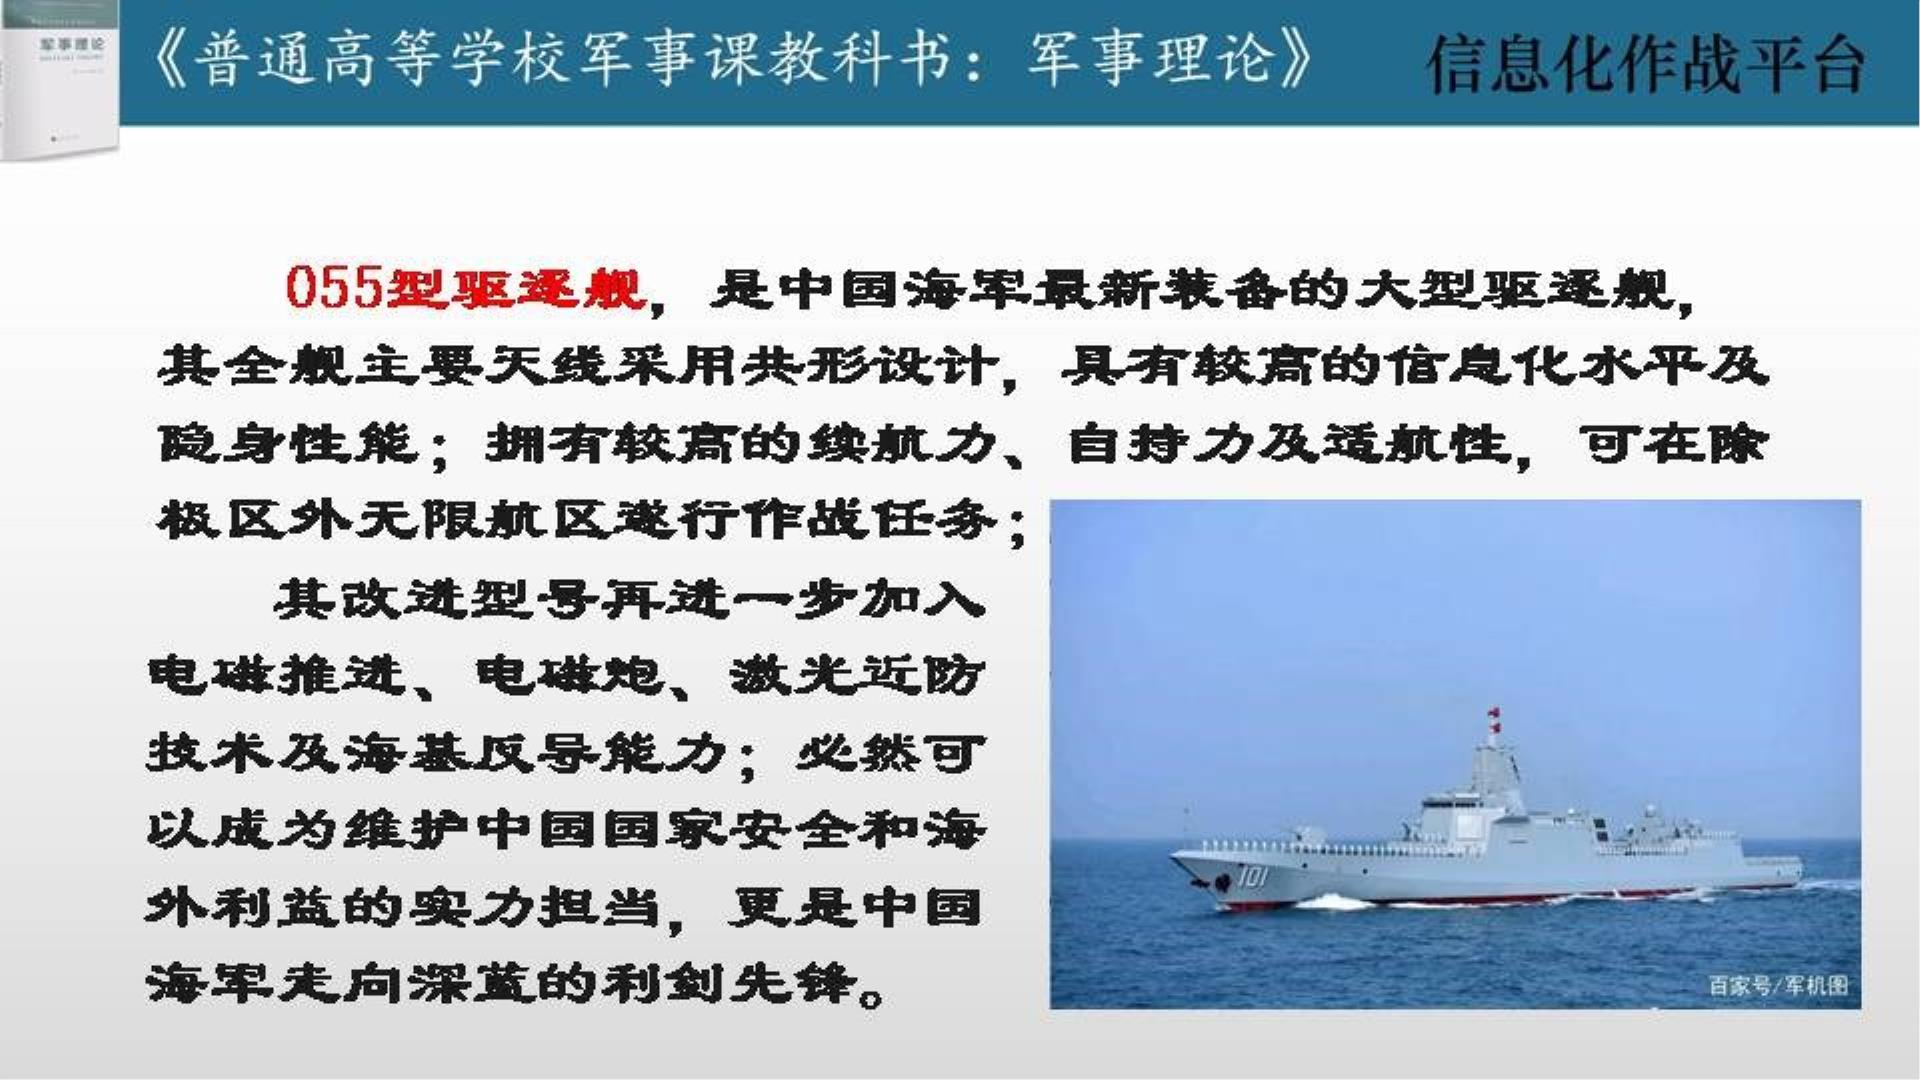 军事理论
《普通高等学校军事课教科书：军事理论》
信息化作战平台
055型驱逐舰，是中国海军最新装备的大型驱逐舰，
其全舰主要天线采用共形设计，具有较高的信息化水平及
隐身性能；拥有较高的续航力、自持力及适航性，可在除
极区外无限航区遂行作战任务；
其改进型号再进一步加入
电磁推进、电磁炮、激光近防
技术及海基反导能力；必然可
以成为维护中国国家安全和海
外利益的实力担当，更是中国
海军走向深蓝的利剑先锋。
101
百家号/军机图